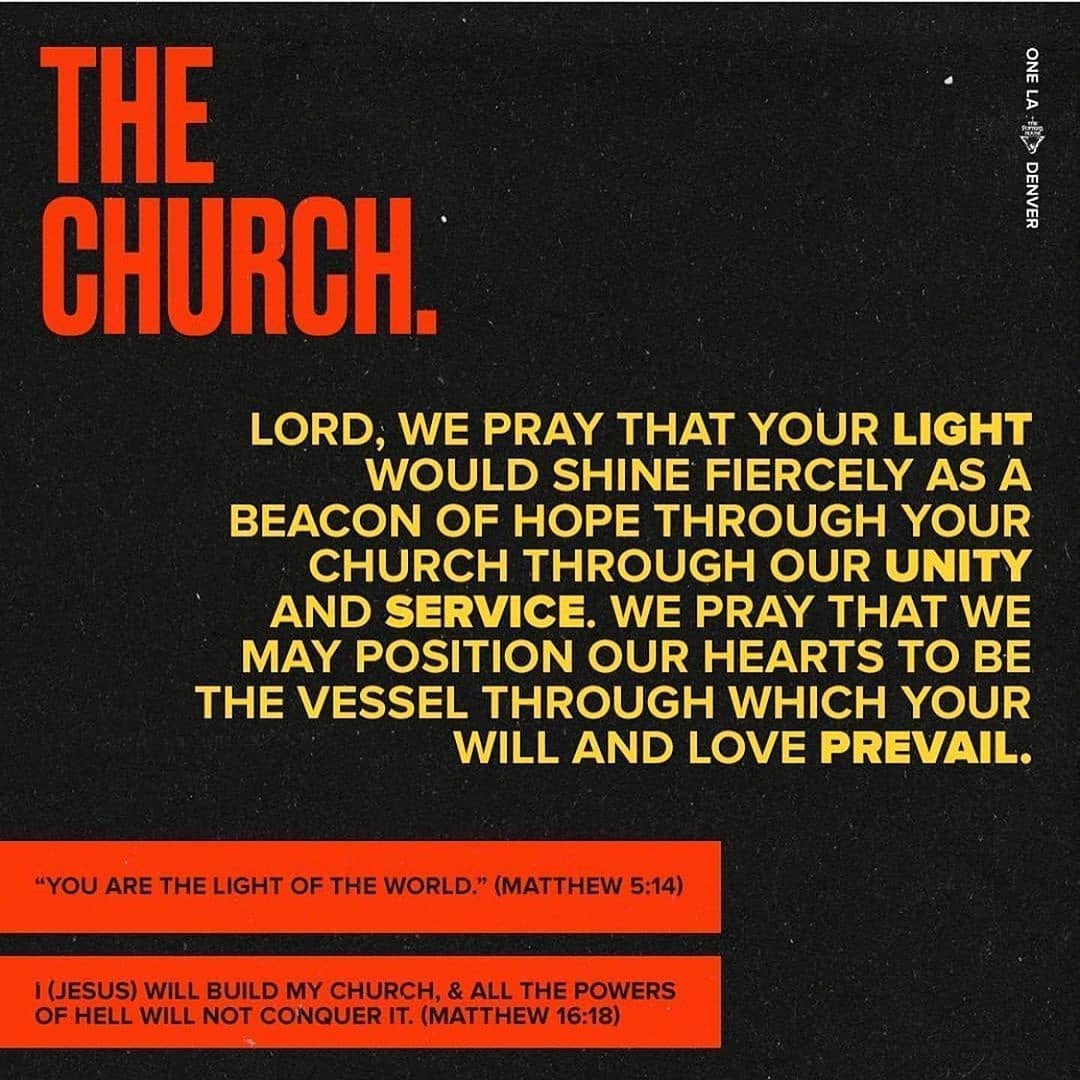 THE
CHURCH.
ONE LA
DENVER
LORD, WE PRAY THAT YOUR LIGHT
WOULD SHINE FIERCELY AS A
BEACON OF HOPE THROUGH YOUR
CHURCH THROUGH OUR UNITY
AND SERVICE. WE PRAY THAT WE
MAY POSITION OUR HEARTS TO BE
THE VESSEL THROUGH WHICH YOUR
WILL AND LOVE PREVAIL.
“YOU ARE THE LIGHT OF THE WORLD.” (MATTHEW 5:14)
i (JESUS) WILL BUILD MY CHURCH, & ALL THE POWERS
OF HELL WILL NOT CONQUER IT. (MATTHEW 16:18)